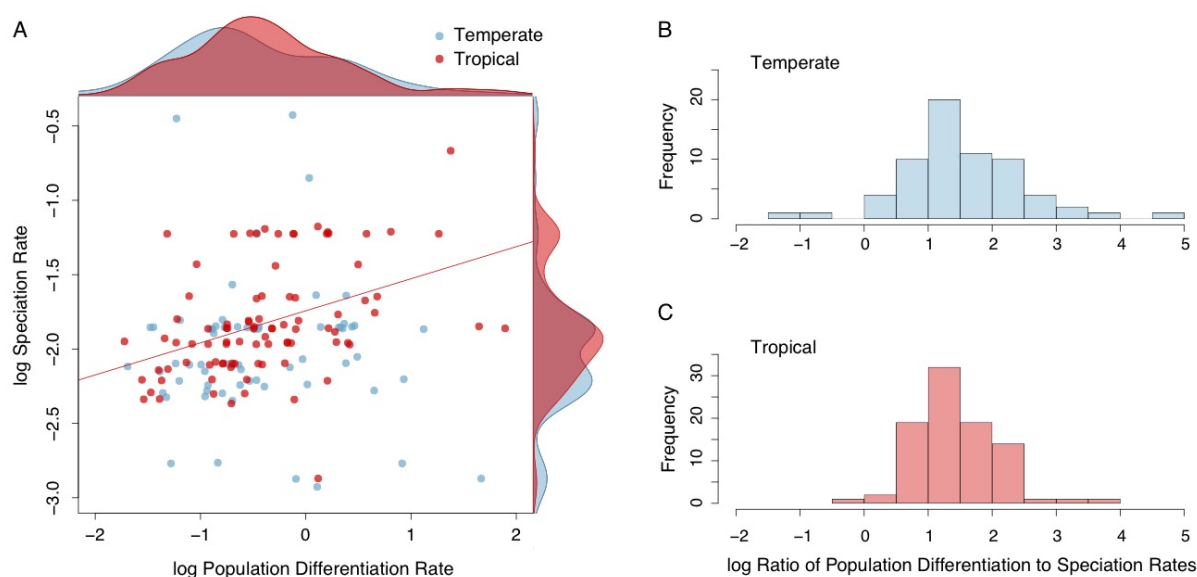 A
Temperate
Tropical
log Speciation Rate
−0.5
−1.0
−1.5
−2.0
−2.5
−3.0
−2 −1 0 1 2
log Population Differentiation Rate
B
Temperate
Frequency
20
10
0
−2 −1 0 1 2 3 4 5
C
Tropical
Frequency
30
20
10
0
−2 −1 0 1 2 3 4 5
log Ratio of Population Differentiation to Speciation Rates